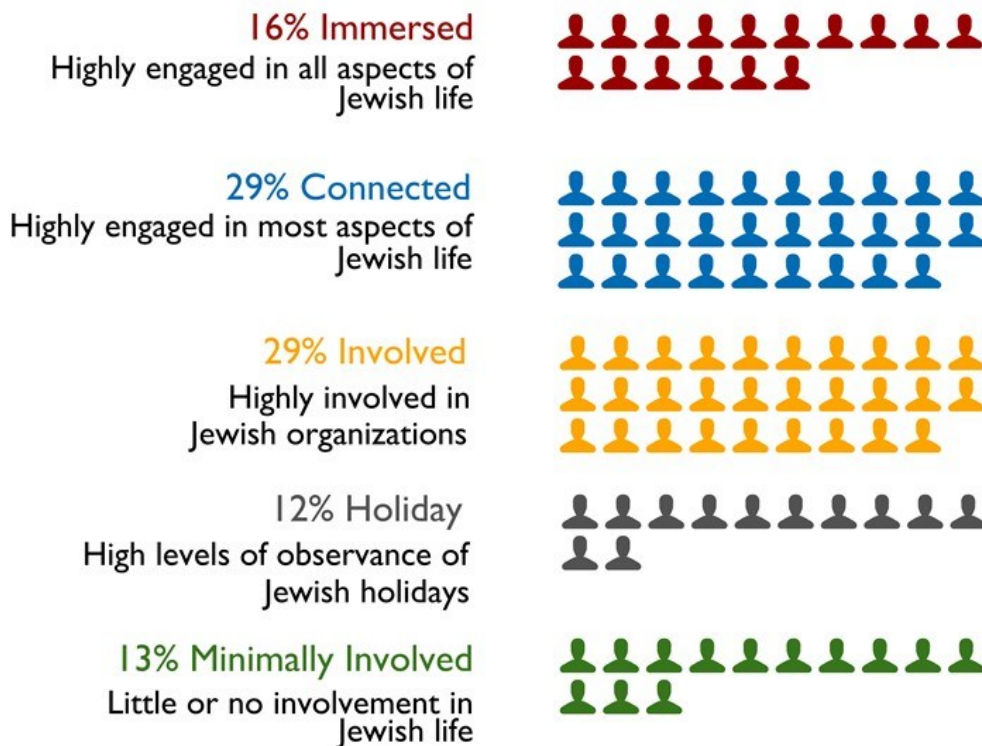 16% Immersed
Highly engaged in all aspects of
Jewish life
29% Connected
Highly engaged in most aspects of
Jewish life
29% Involved
Highly involved in
Jewish organizations
12% Holiday
High levels of observance of
Jewish holidays
13% Minimally Involved
Little or no involvement in
Jewish life